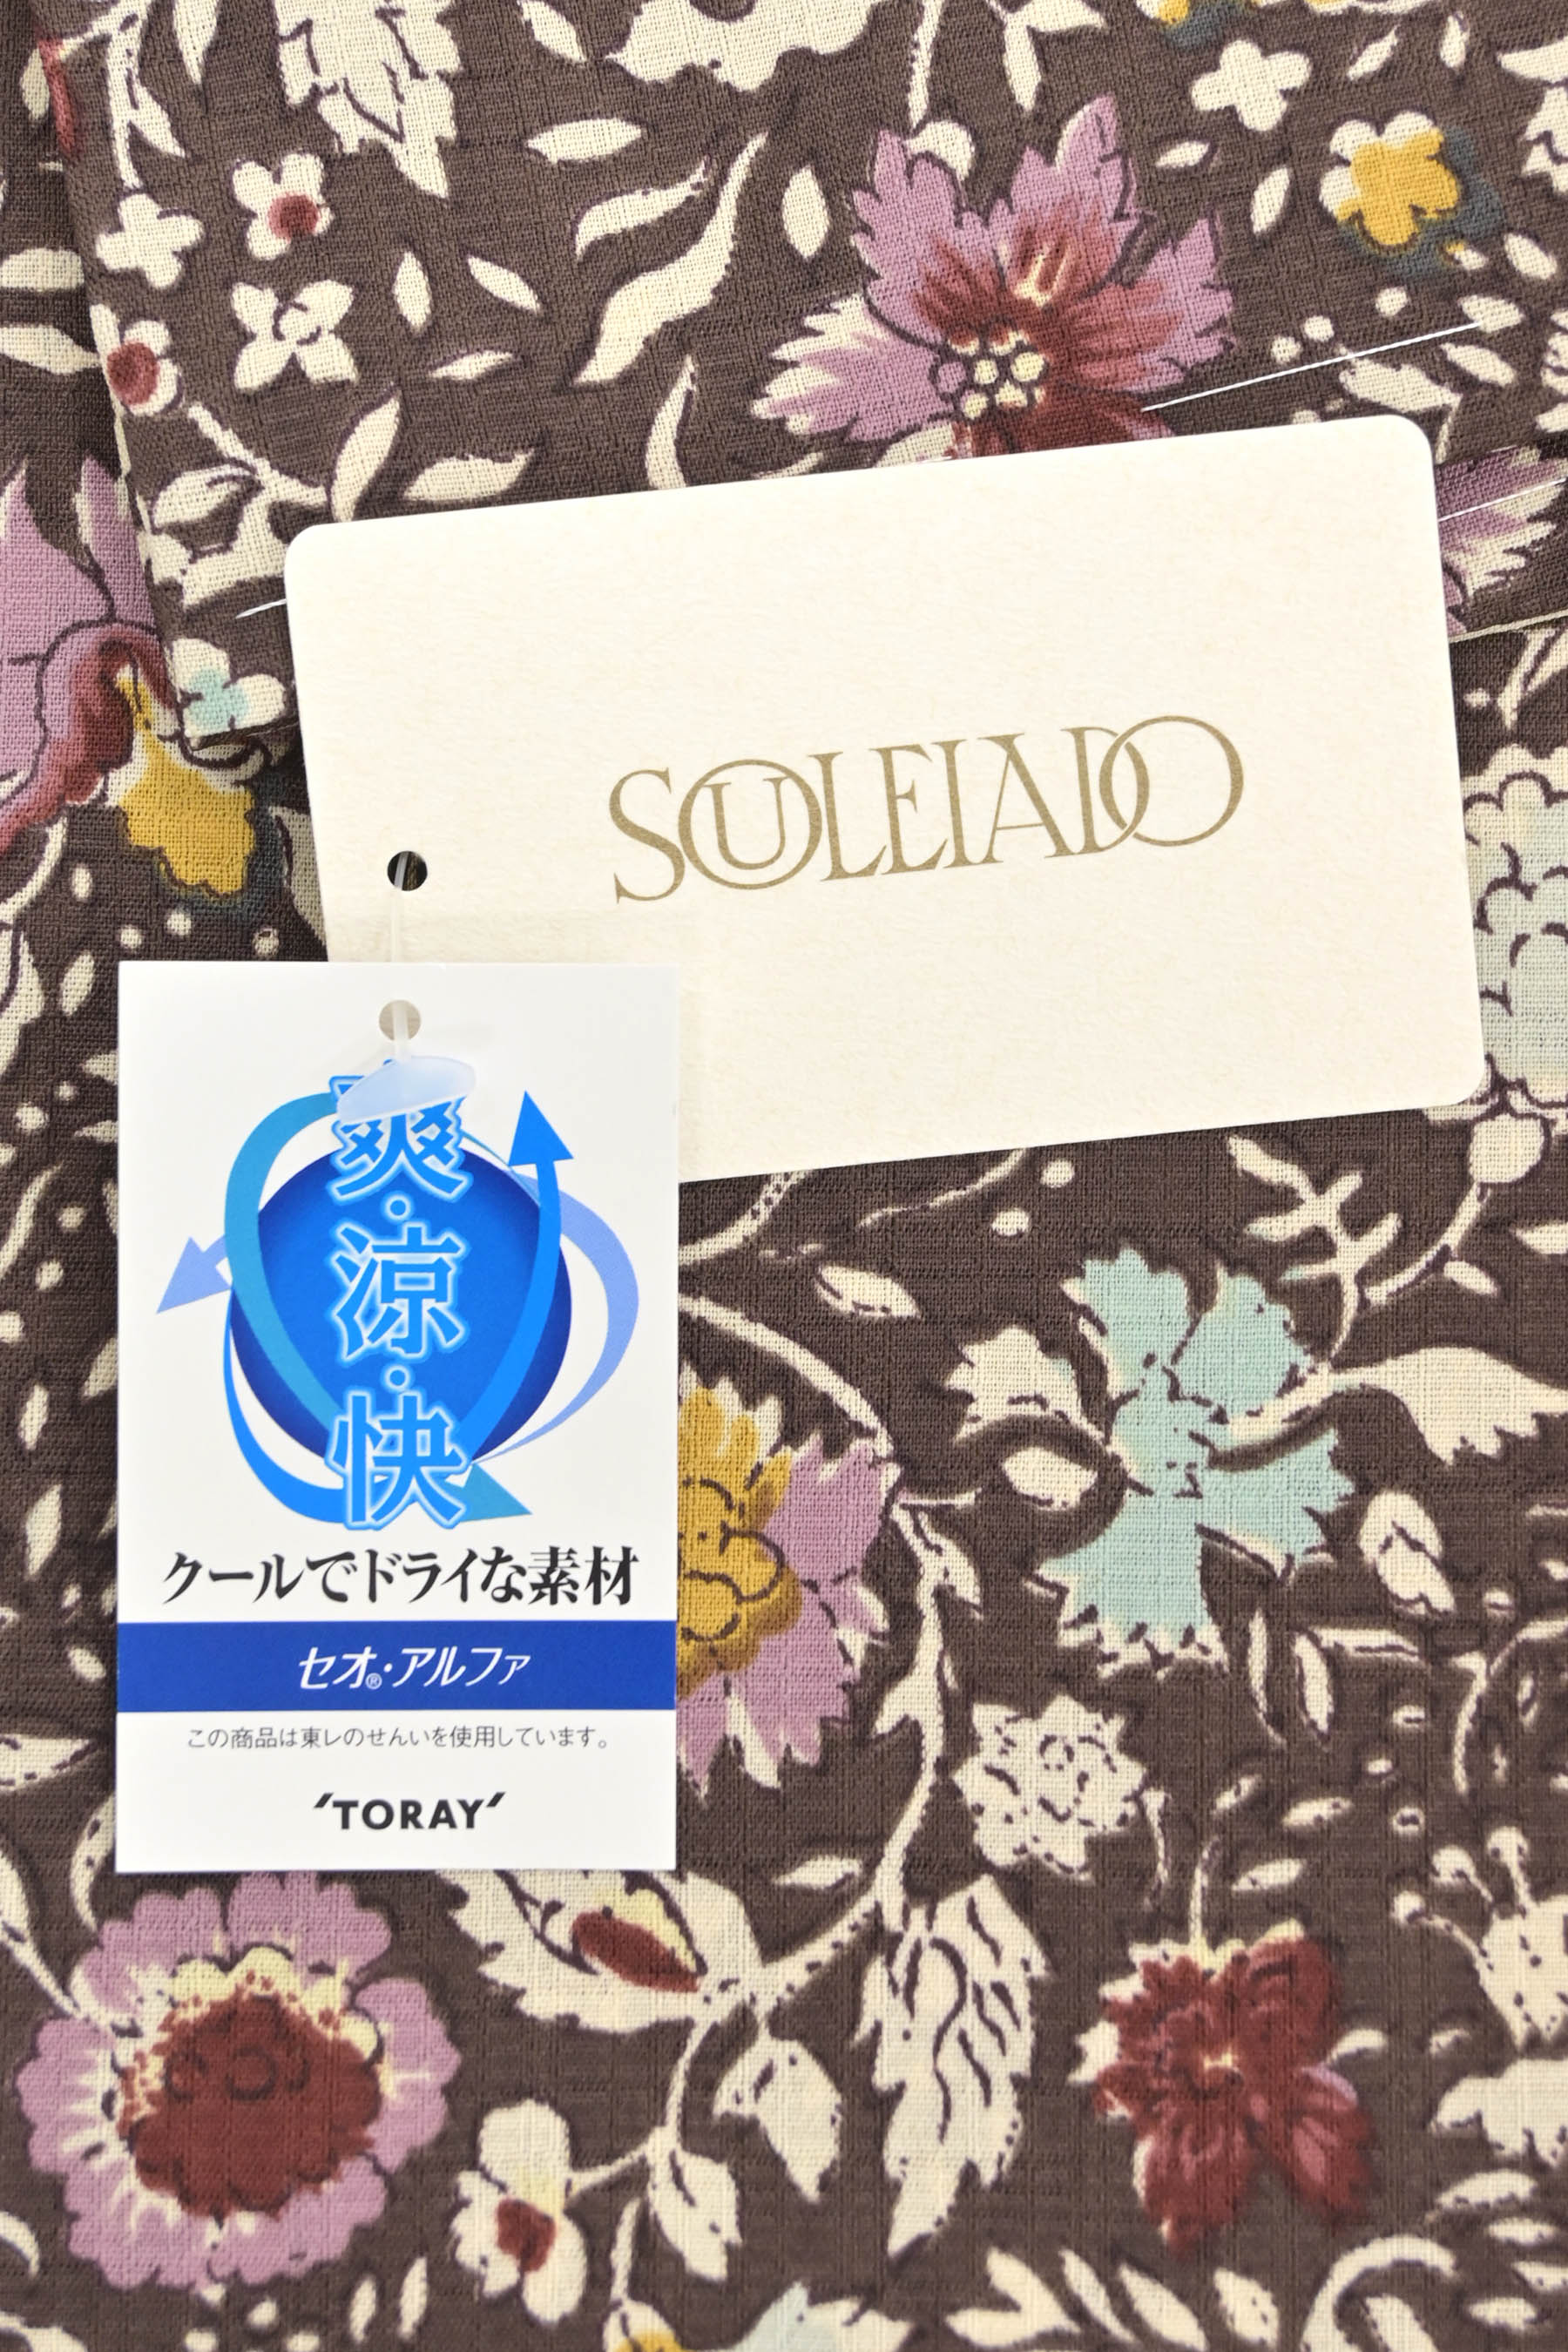 SOULEIADO
爽・涼・快
クールでドライな素材
セオ®・アルファ
この商品は東レのせんいを使用しています。
'TORAY'